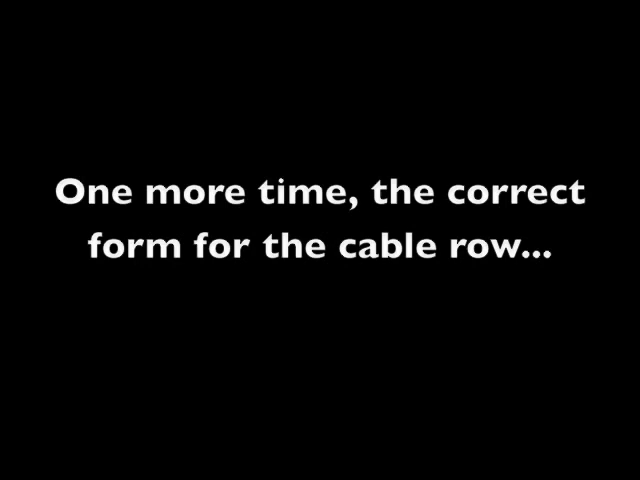 One more time, the correct
form for the cable row...